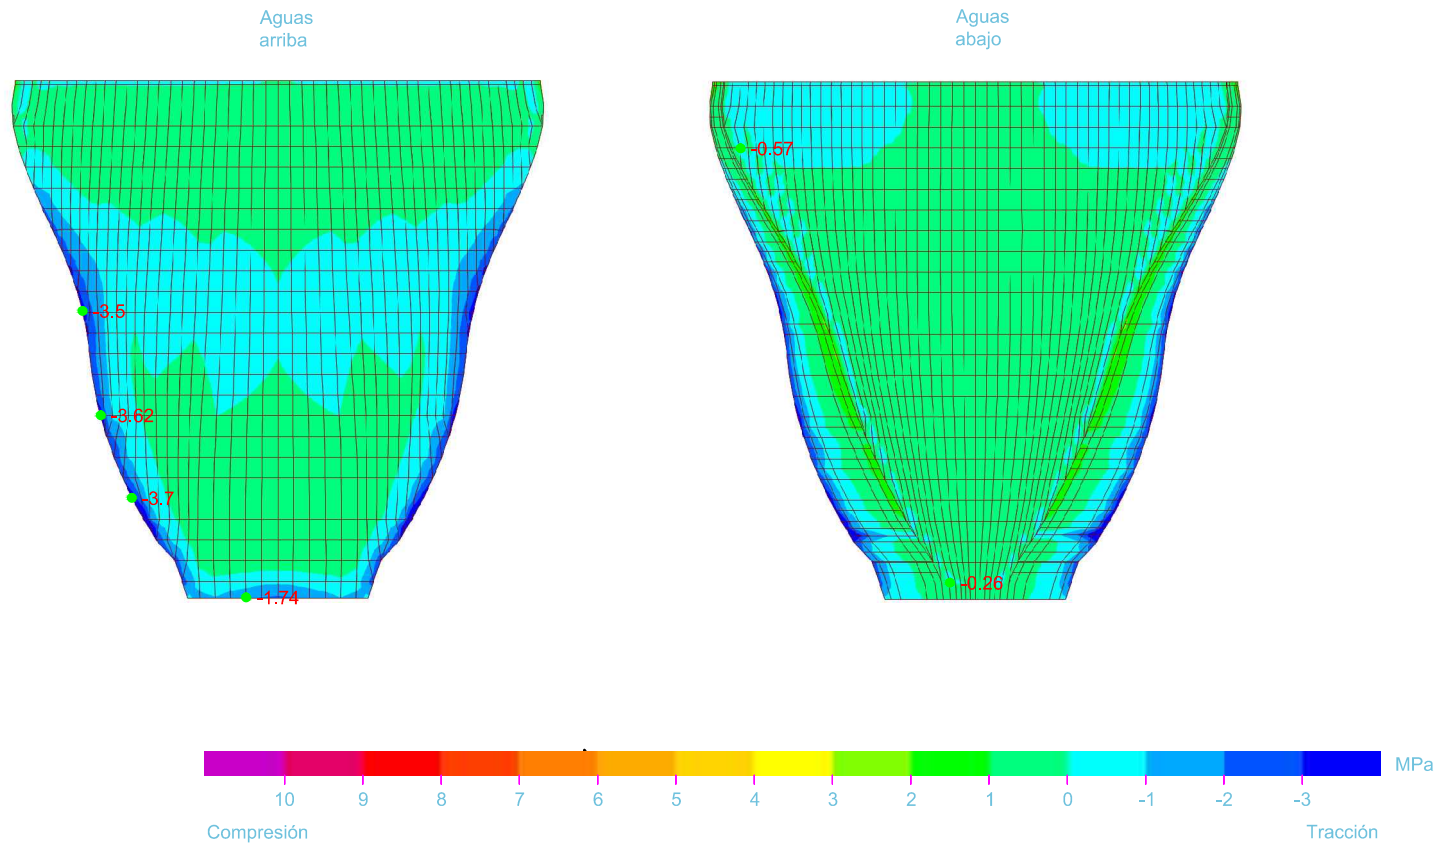 Aguas
arriba
Aguas
abajo
-0.57
-3.5
-3.62
-3.7
-1.74
-0.26
MPa
10 9 8 7 6 5 4 3 2 1 0 -1 -2 -3
Compresión
Tracción